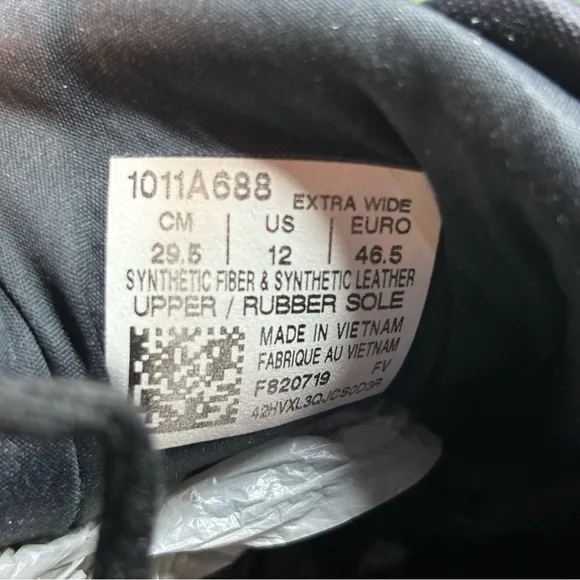 1011A688 EXTRA WIDE
CM | US | EURO
29.5 | 12 | 46.5
SYNTHETIC FIBER & SYNTHETIC LEATHER
UPPER / RUBBER SOLE
MADE IN VIETNAM
FABRIQUE AU VIETNAM
F820719 FV
42HVXL3QJCS0D3R